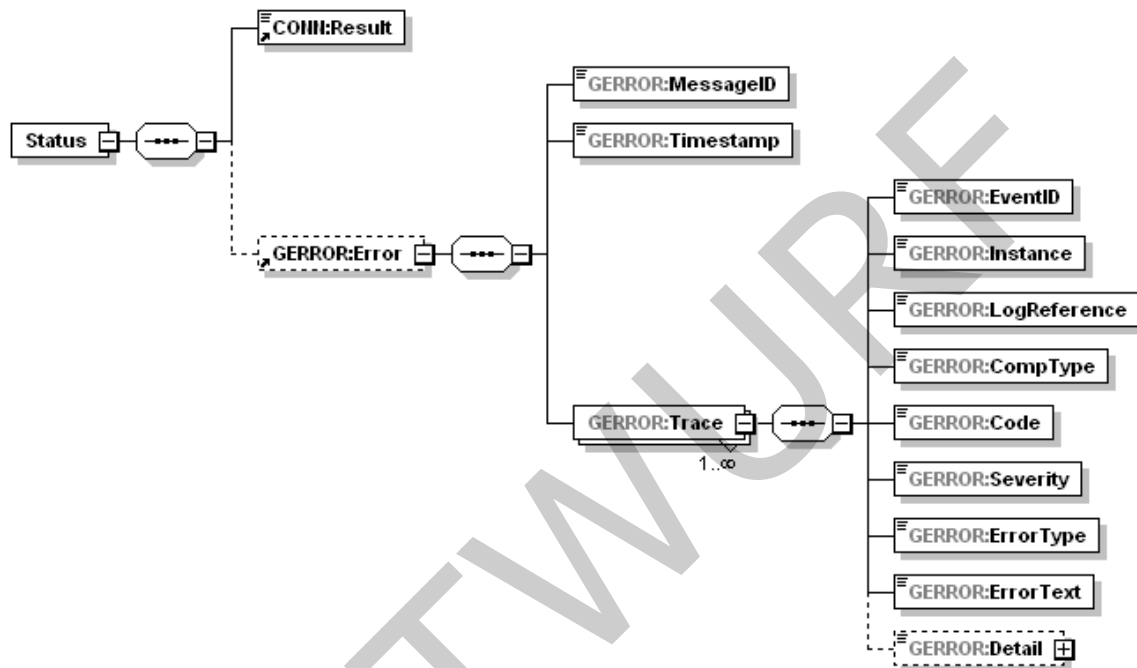 CONN:Result
GERROR:MessageID
Status
GERROR:Timestamp
GERROR:EventID
GERROR:Error
GERROR:Instance
GERROR:LogReference
GERROR:CompType
GERROR:Trace
GERROR:Code
1..∞
GERROR:Severity
GERROR:ErrorType
GERROR:ErrorText
GERROR:Detail
TWURF